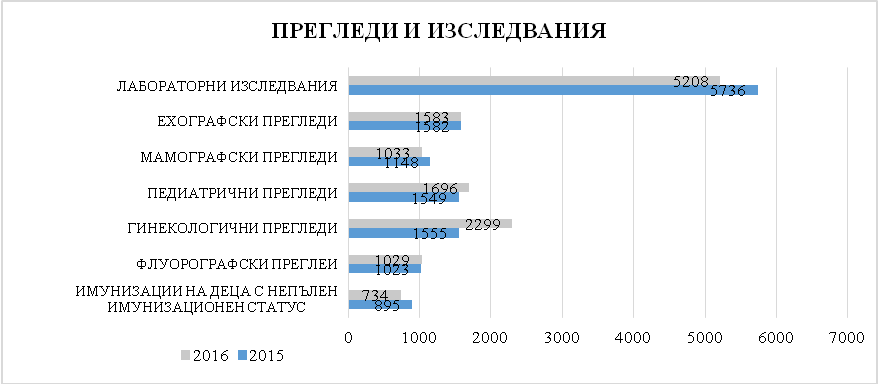 ПРЕГЛЕДИ И ИЗСЛЕДВАНИЯ
ЛАБОРАТОРНИ ИЗСЛЕДВАНИЯ
5208
5736
ЕХОГРАФСКИ ПРЕГЛЕДИ
1583
1582
МАМОГРАФСКИ ПРЕГЛЕДИ
1033
1148
ПЕДИАТРИЧНИ ПРЕГЛЕДИ
1696
1549
ГИНЕКОЛОГИЧНИ ПРЕГЛЕДИ
2299
1555
ФЛУОРОГРАФСКИ ПРЕГЛЕИ
1029
1023
ИМУНИЗАЦИИ НА ДЕЦА С НЕПЪЛЕН
ИМУНИЗАЦИОНЕН СТАТУС
734
895
0 1000 2000 3000 4000 5000 6000 7000
2016 2015